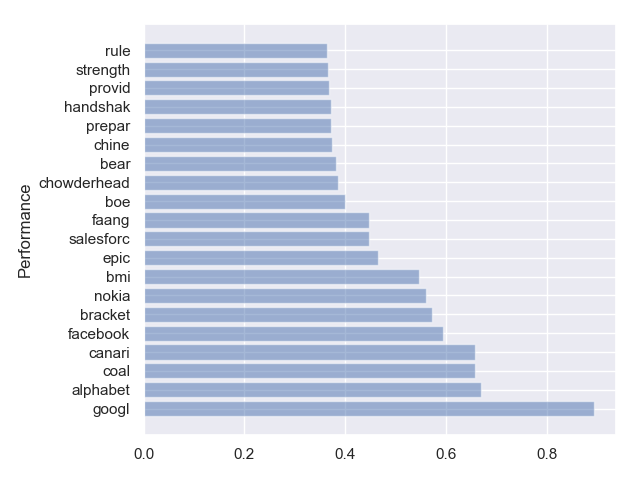 rule
strength
provid
handshak
prepar
chine
bear
chowderhead
boe
faang
salesforc
epic
bmi
nokia
bracket
facebook
canari
coal
alphabet
googl
Performance
0.0 0.2 0.4 0.6 0.8